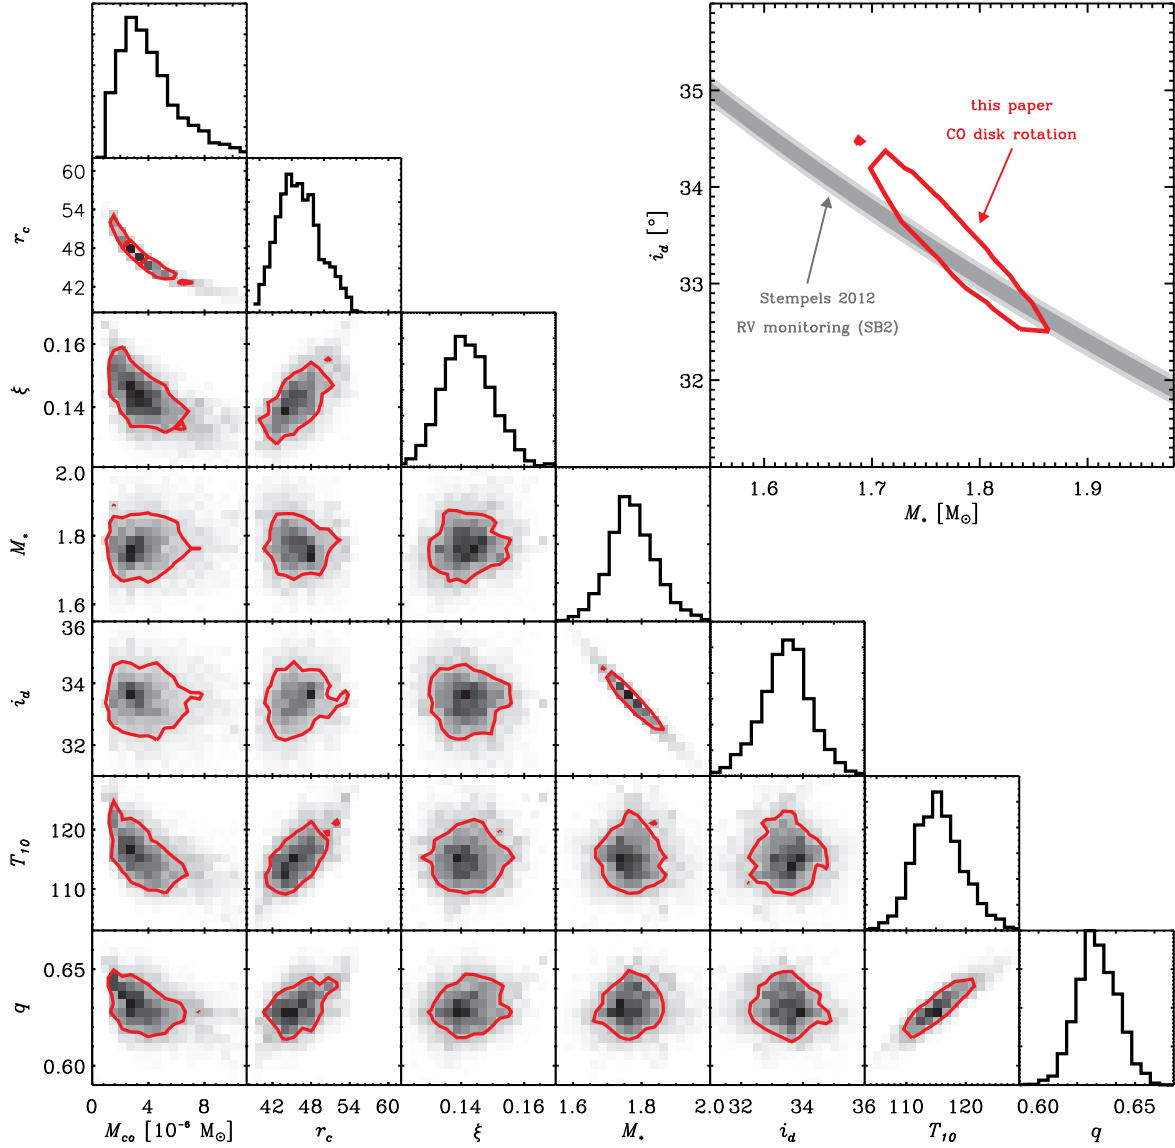 60
54
48
42
r_c
0.16
0.14
ξ
2.0
1.8
1.6
M_*
36
34
32
i_d
120
110
T_10
0.65
0.60
q
0 4 8
M_co [10^-6 M_⊙]
42 48 54 60
r_c
0.14 0.16
ξ
1.6 1.8 2.0
M_*
32 34 36
i_d
110 120
T_10
0.60 0.65
q
35
34
33
32
i_d [°]
this paper
CO disk rotation
Stempels 2012
RV monitoring (SB2)
1.6 1.7 1.8 1.9
M_* [M_⊙]